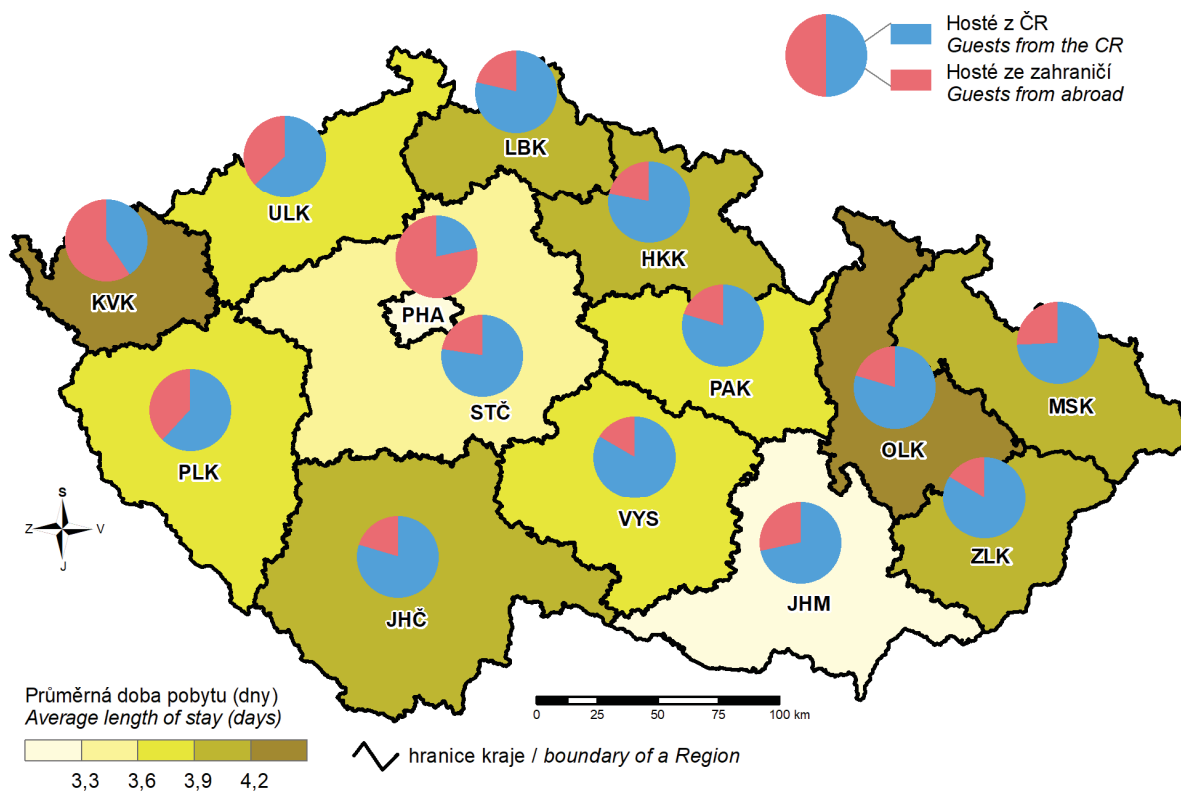 Hosté z ČR
Guests from the CR
Hosté ze zahraničí
Guests from abroad
LBK
ULK
HKK
KVK
PHA
PAK
STČ
MSK
OLK
PLK
VYS
ZLK
JHM
JHČ
S
Z V
J
Průměrná doba pobytu (dny)
Average length of stay (days)
3,3 3,6 3,9 4,2
0 25 50 75 100 km
hranice kraje / boundary of a Region